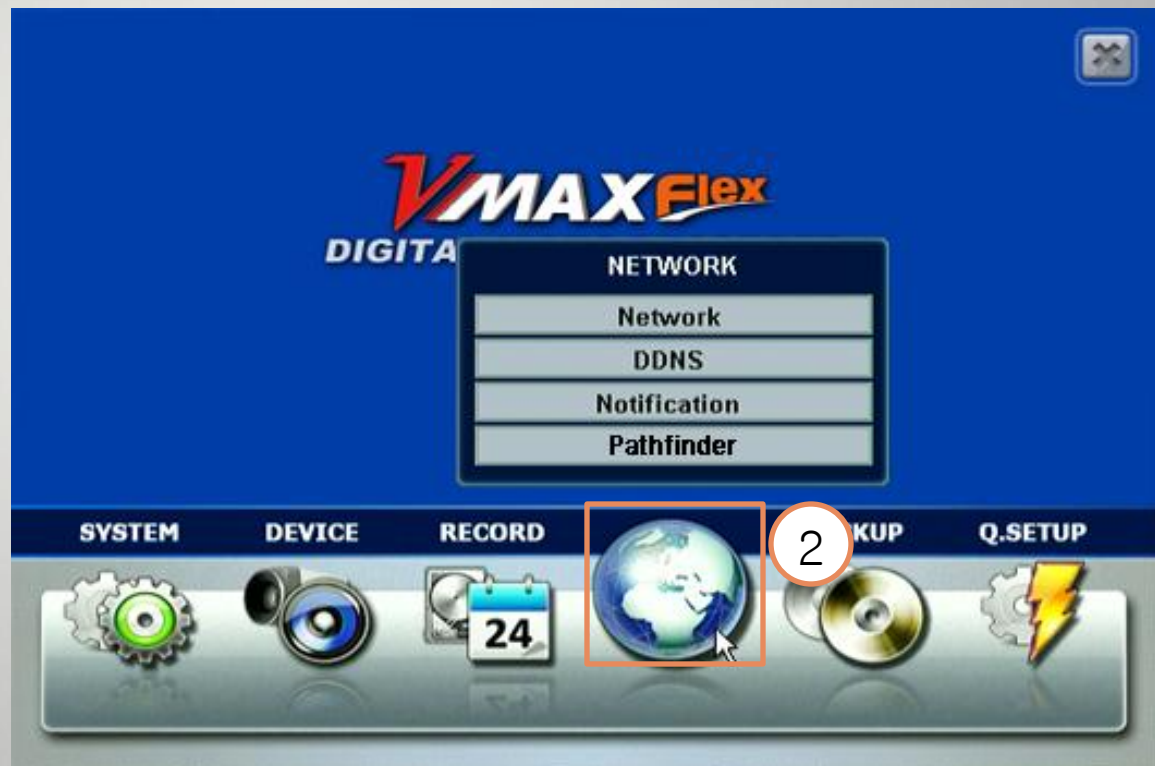 VMAX Flex
DIGITA
NETWORK
Network
DDNS
Notification
Pathfinder
SYSTEM DEVICE RECORD 2 KUP Q.SETUP
24